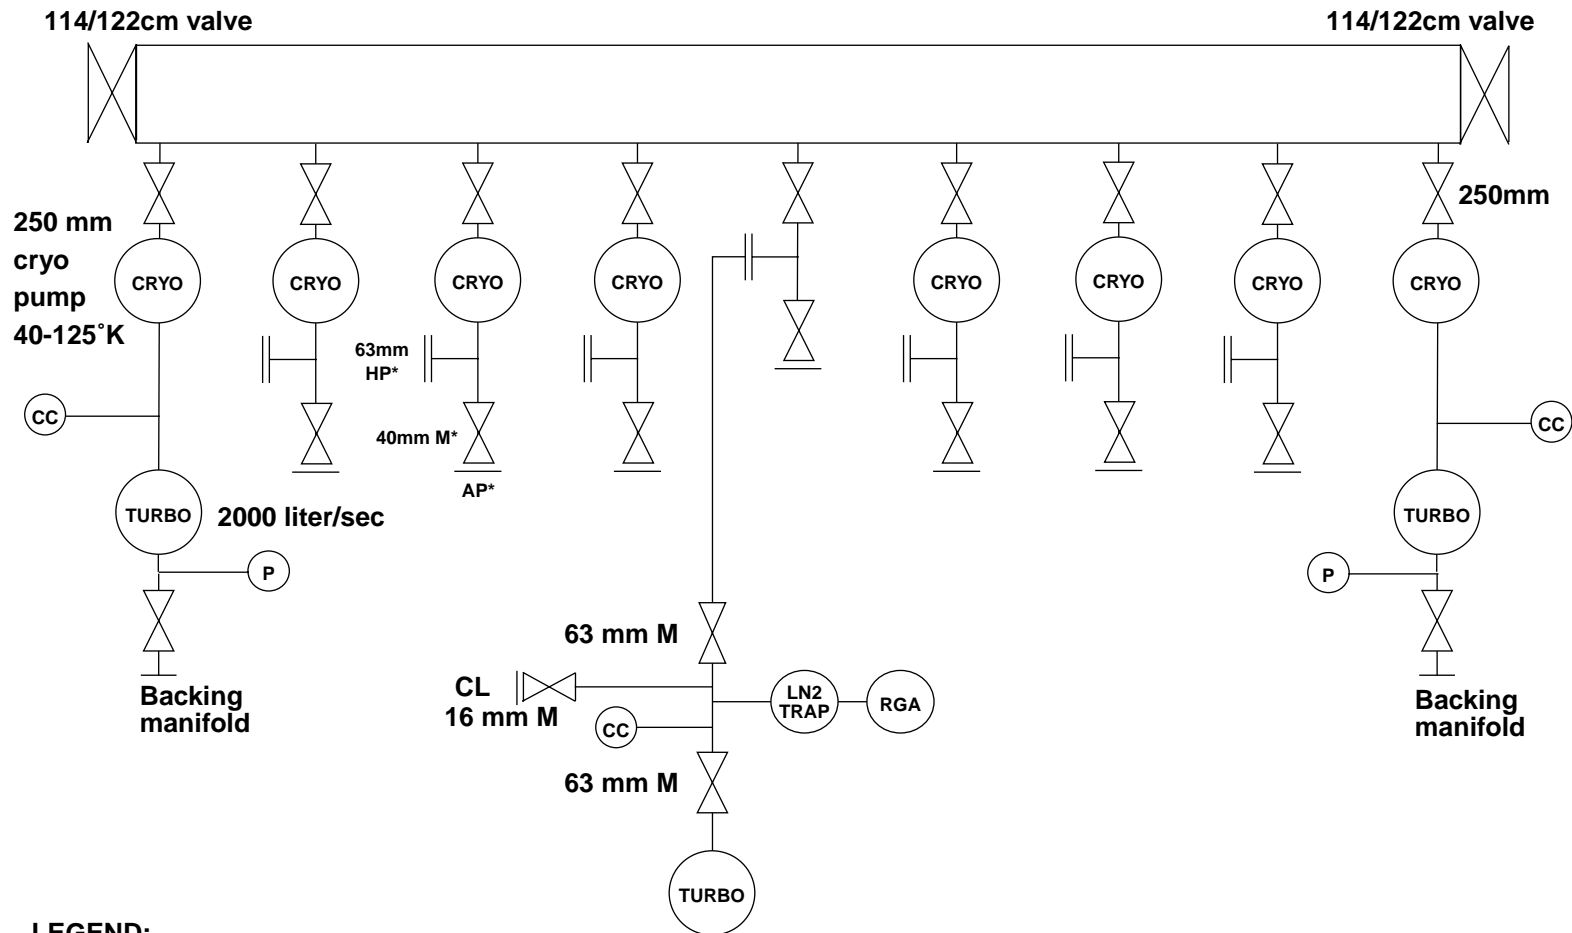 114/122cm valve
114/122cm valve
250 mm
cryo
pump
40-125˚K
250mm
CRYO
CRYO
CRYO
CRYO
CRYO
CRYO
CRYO
CRYO
63mm
HP*
40mm M*
AP*
CC
CC
TURBO
2000 liter/sec
TURBO
P
P
Backing
manifold
Backing
manifold
63 mm M
CL
16 mm M
LN2
TRAP
RGA
CC
63 mm M
TURBO
LEGEND: